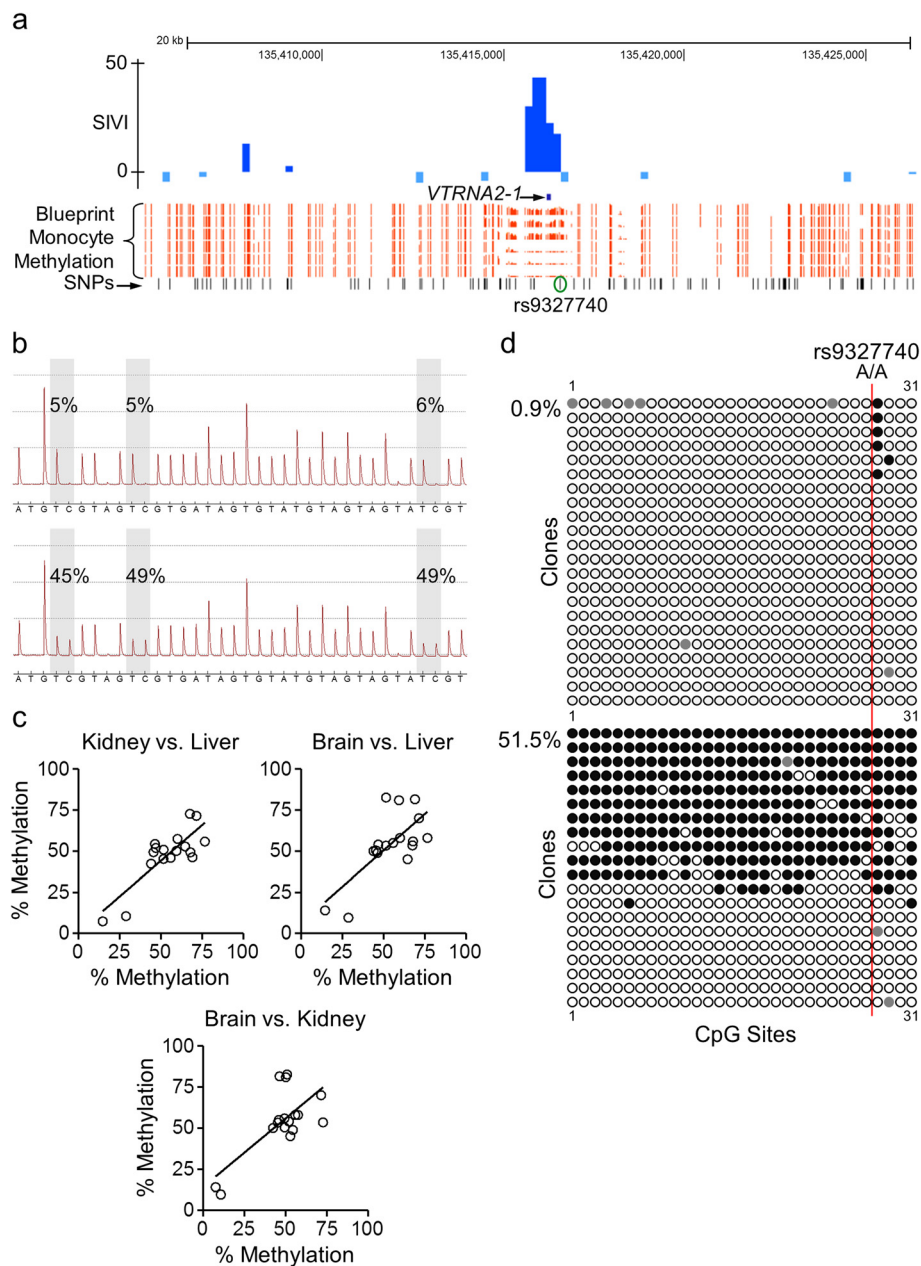 a
20 kb
135,410,000| 135,415,000| 135,420,000| 135,425,000|
50
SIVI
0
VTRNA2-1
Blueprint
Monocyte
Methylation
SNPs
rs9327740
b
5% 5% 6%
A T G T C G T A G T C G T G A T A G T G T A T G T A G T A G T A T C G T
45% 49% 49%
A T G T C G T A G T C G T G A T A G T G T A T G T A G T A G T A T C G T
c
Kidney vs. Liver
% Methylation
100
75
50
25
0
0 25 50 75 100
% Methylation
Brain vs. Liver
100
75
50
25
0
0 25 50 75 100
% Methylation
Brain vs. Kidney
% Methylation
100
75
50
25
0
0 25 50 75 100
% Methylation
d
rs9327740
A/A
1 31
0.9%
Clones
1 31
51.5%
Clones
1 31
CpG Sites